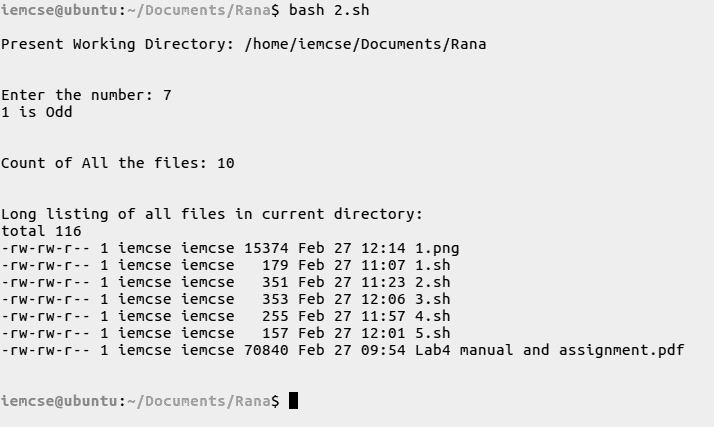 iemcse@ubuntu:~/Documents/Rana$ bash 2.sh
Present Working Directory: /home/iemcse/Documents/Rana
Enter the number: 7
1 is Odd
Count of All the files: 10
Long listing of all files in current directory:
total 116
-rw-rw-r-- 1 iemcse iemcse 15374 Feb 27 12:14 1.png
-rw-rw-r-- 1 iemcse iemcse   179 Feb 27 11:07 1.sh
-rw-rw-r-- 1 iemcse iemcse   351 Feb 27 11:23 2.sh
-rw-rw-r-- 1 iemcse iemcse   353 Feb 27 12:06 3.sh
-rw-rw-r-- 1 iemcse iemcse   255 Feb 27 11:57 4.sh
-rw-rw-r-- 1 iemcse iemcse   157 Feb 27 12:01 5.sh
-rw-rw-r-- 1 iemcse iemcse 70840 Feb 27 09:54 Lab4 manual and assignment.pdf
iemcse@ubuntu:~/Documents/Rana$